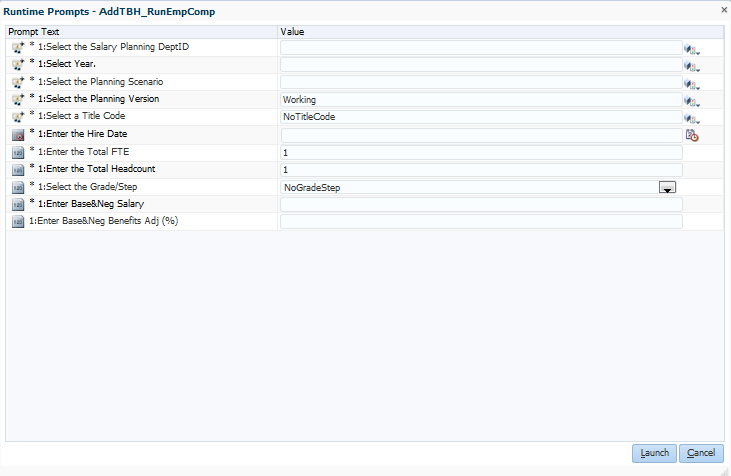 Runtime Prompts - AddTBH_RunEmpComp
Prompt Text Value
* 1:Select the Salary Planning DeptID
* 1:Select Year.
* 1:Select the Planning Scenario
* 1:Select the Planning Version Working
* 1:Select a Title Code NoTitleCode
* 1:Enter the Hire Date
* 1:Enter the Total FTE 1
* 1:Enter the Total Headcount 1
* 1:Select the Grade/Step NoGradeStep
* 1:Enter Base&Neg Salary
1:Enter Base&Neg Benefits Adj (%)
Launch Cancel